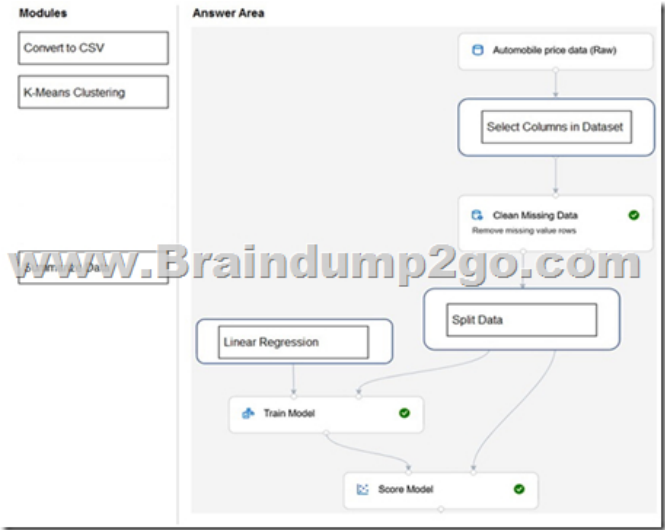 Modules
Answer Area
Convert to CSV
K-Means Clustering
Automobile price data (Raw)
Select Columns in Dataset
Clean Missing Data
Remove missing value rows
www.Braindump2go.com
Split Data
Linear Regression
Train Model
Score Model